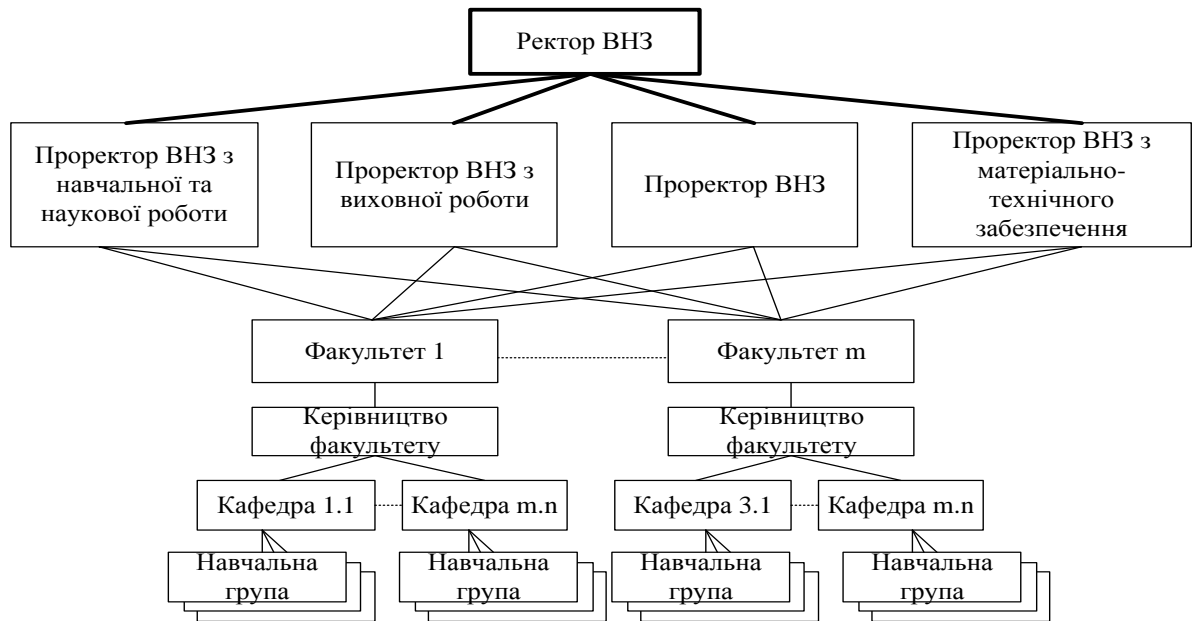 Ректор ВНЗ
Проректор ВНЗ з
навчальної та
наукової роботи
Проректор ВНЗ з
виховної роботи
Проректор ВНЗ
Проректор ВНЗ з
матеріально-
технічного
забезпечення
Факультет 1
Факультет m
Керівництво
факультету
Керівництво
факультету
Кафедра 1.1
Кафедра m.n
Кафедра 3.1
Кафедра m.n
Навчальна
група
Навчальна
група
Навчальна
група
Навчальна
група